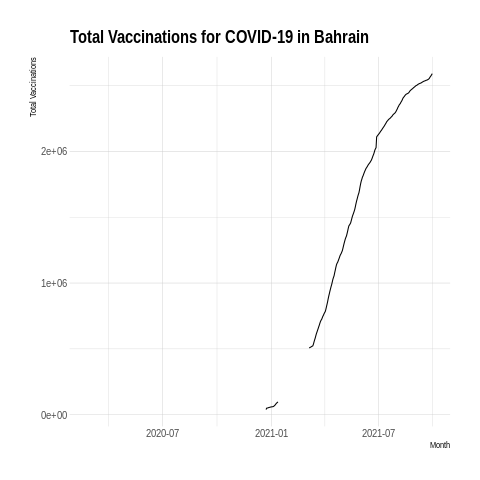 Total Vaccinations for COVID-19 in Bahrain
Total Vaccinations
2e+06
1e+06
0e+00
2020-07 2021-01 2021-07
Month